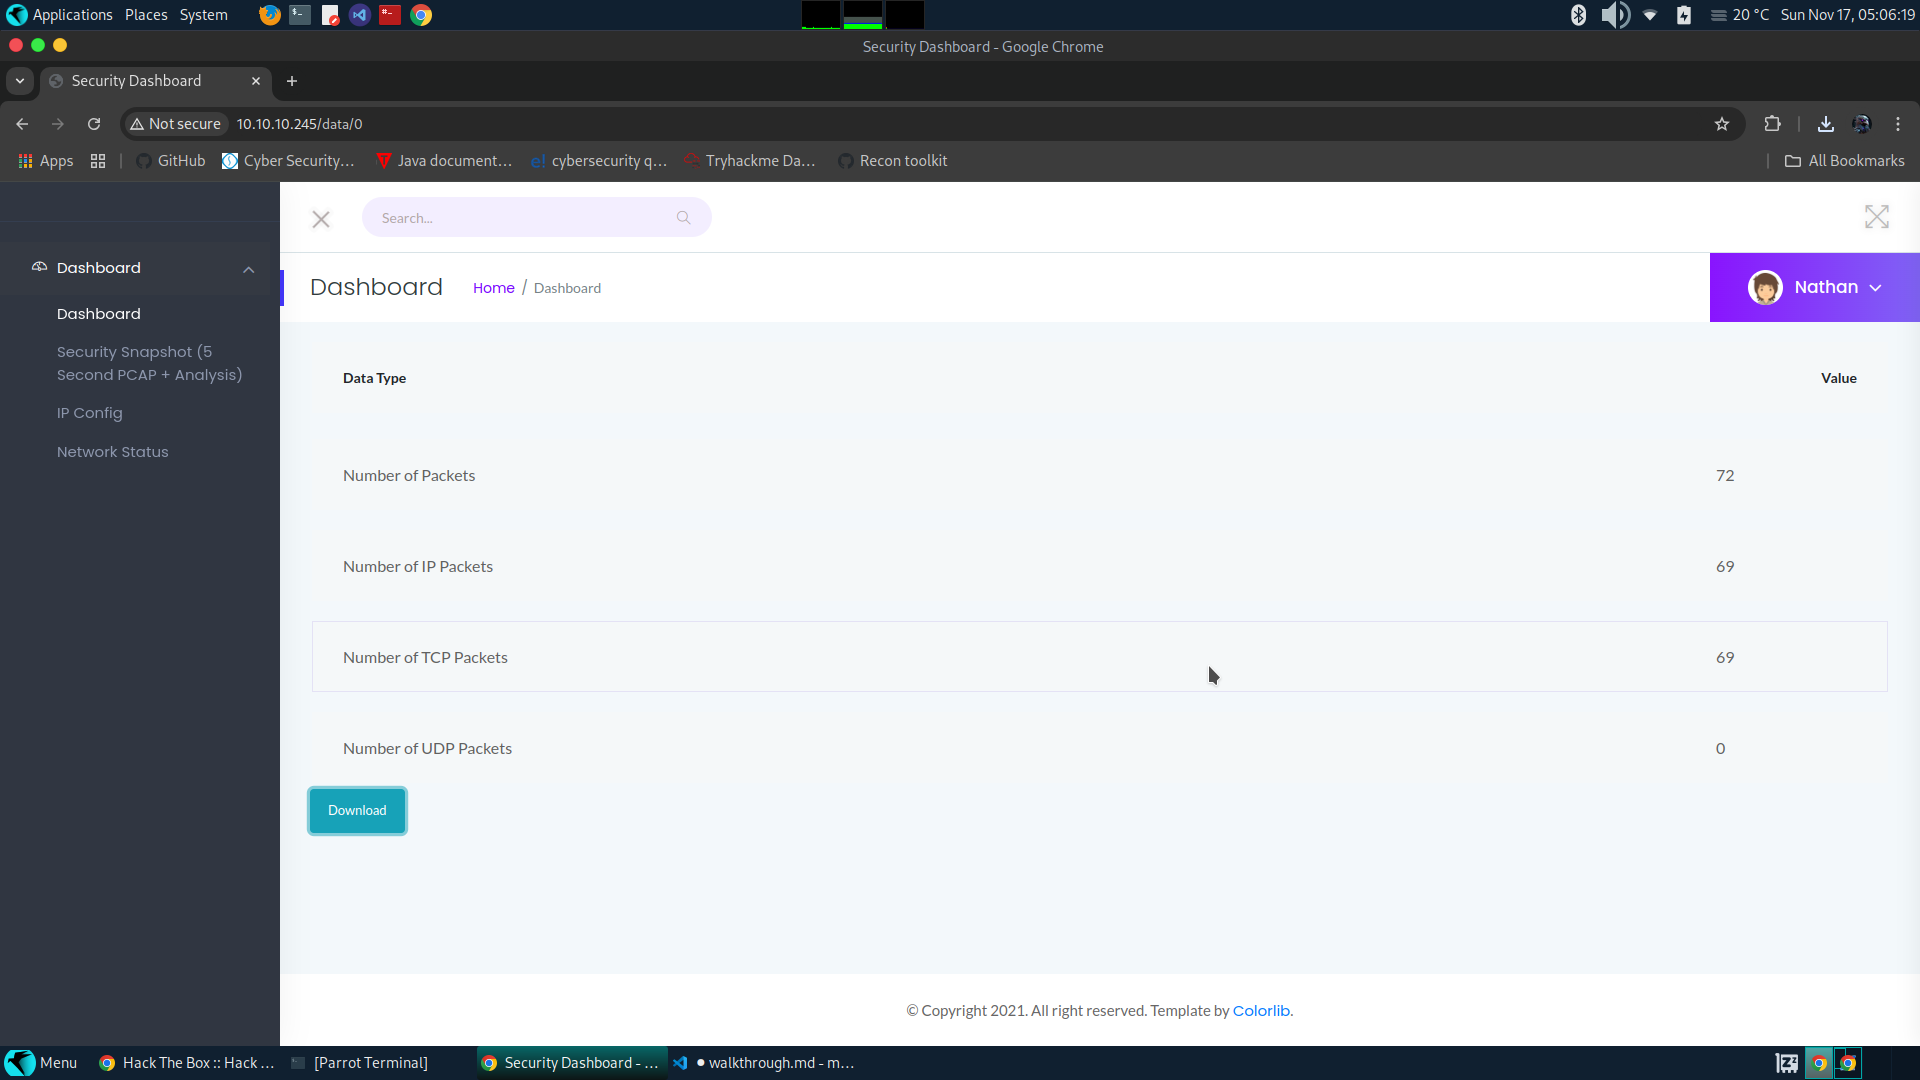 Applications Places System
20 °C Sun Nov 17, 05:06:19
Security Dashboard - Google Chrome
Security Dashboard
Not secure 10.10.10.245/data/0
Apps GitHub Cyber Security... Java document... cybersecurity q... Tryhackme Da... Recon toolkit All Bookmarks
Search...
Dashboard
Dashboard
Security Snapshot (5
Second PCAP + Analysis)
IP Config
Network Status
Dashboard Home / Dashboard
Nathan
Data Type Value
Number of Packets 72
Number of IP Packets 69
Number of TCP Packets 69
Number of UDP Packets 0
Download
© Copyright 2021. All right reserved. Template by Colorlib.
Menu Hack The Box :: Hack ... [Parrot Terminal] Security Dashboard - ... ● walkthrough.md - m...